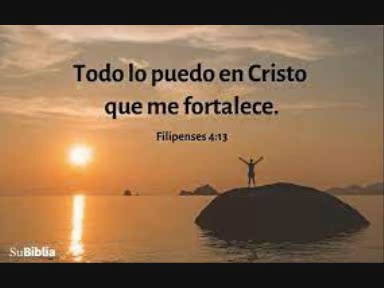 Todo lo puedo en Cristo
que me fortalece.
Filipenses 4:13
SuBiblia